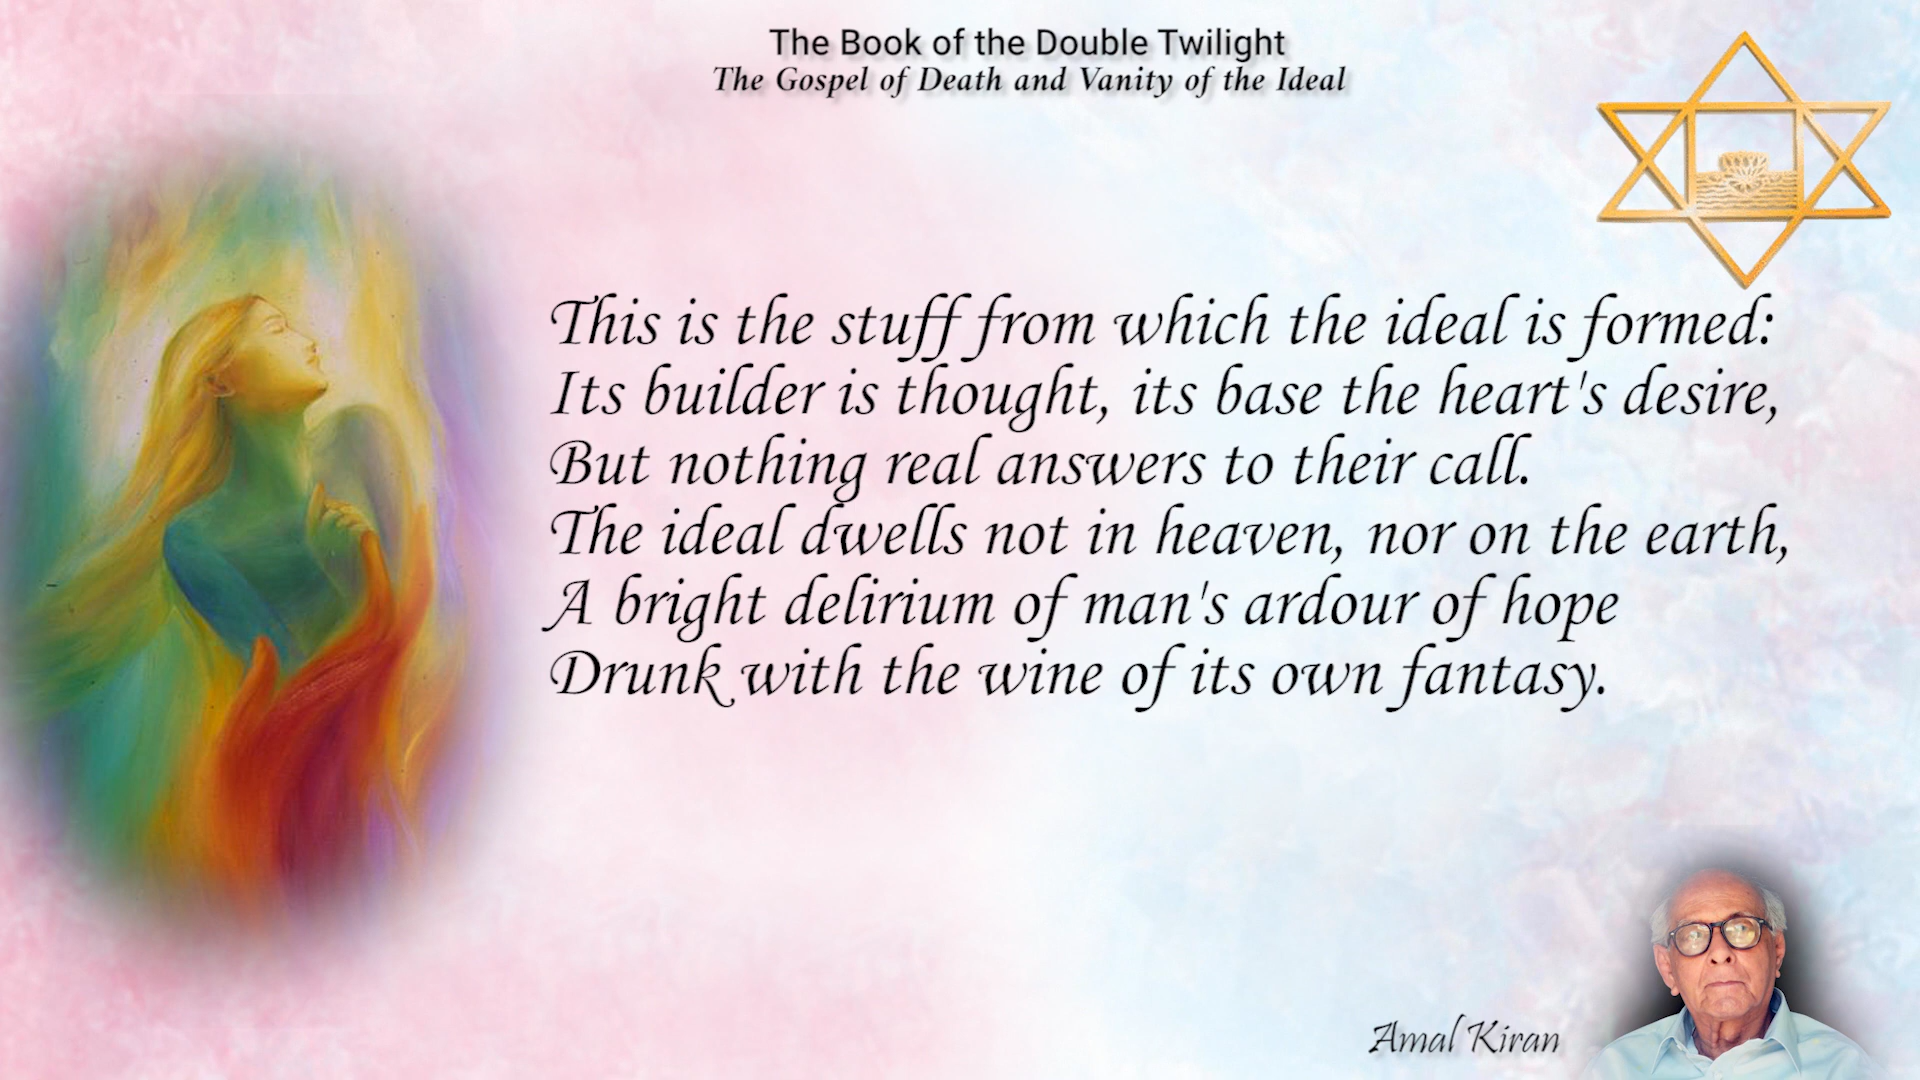 The Book of the Double Twilight
The Gospel of Death and Vanity of the Ideal
This is the stuff from which the ideal is formed:
Its builder is thought, its base the heart's desire,
But nothing real answers to their call.
The ideal dwells not in heaven, nor on the earth,
A bright delirium of man's ardour of hope
Drunk with the wine of its own fantasy.
Amal Kiran